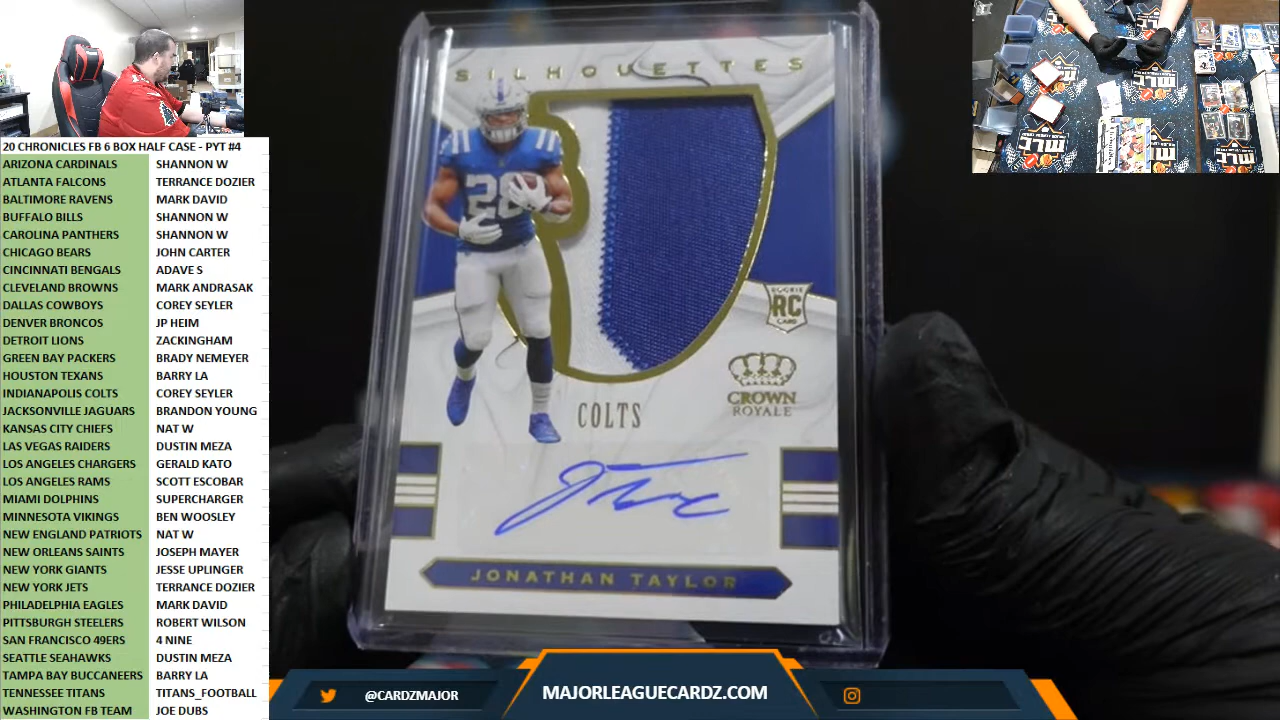 20 CHRONICLES FB 6 BOX HALF CASE - PYT #4
ARIZONA CARDINALS SHANNON W
ATLANTA FALCONS TERRANCE DOZIER
BALTIMORE RAVENS MARK DAVID
BUFFALO BILLS SHANNON W
CAROLINA PANTHERS SHANNON W
CHICAGO BEARS JOHN CARTER
CINCINNATI BENGALS ADAVE S
CLEVELAND BROWNS MARK ANDRASAK
DALLAS COWBOYS COREY SEYLER
DENVER BRONCOS JP HEIM
DETROIT LIONS ZACKINGHAM
GREEN BAY PACKERS BRADY NEMEYER
HOUSTON TEXANS BARRY LA
INDIANAPOLIS COLTS COREY SEYLER
JACKSONVILLE JAGUARS BRANDON YOUNG
KANSAS CITY CHIEFS NAT W
LAS VEGAS RAIDERS DUSTIN MEZA
LOS ANGELES CHARGERS GERALD KATO
LOS ANGELES RAMS SCOTT ESCOBAR
MIAMI DOLPHINS SUPERCHARGER
MINNESOTA VIKINGS BEN WOOSLEY
NEW ENGLAND PATRIOTS NAT W
NEW ORLEANS SAINTS JOSEPH MAYER
NEW YORK GIANTS JESSE UPLINGER
NEW YORK JETS TERRANCE DOZIER
PHILADELPHIA EAGLES MARK DAVID
PITTSBURGH STEELERS ROBERT WILSON
SAN FRANCISCO 49ERS 4 NINE
SEATTLE SEAHAWKS DUSTIN MEZA
TAMPA BAY BUCCANEERS BARRY LA
TENNESSEE TITANS TITANS_FOOTBALL
WASHINGTON FB TEAM JOE DUBS
SILHOUETTES
28
ROOKIE
RC
CARD
CROWN
ROYALE
COLTS
JONATHAN TAYLOR
@CARDZMAJOR
MAJORLEAGUECARDZ.COM